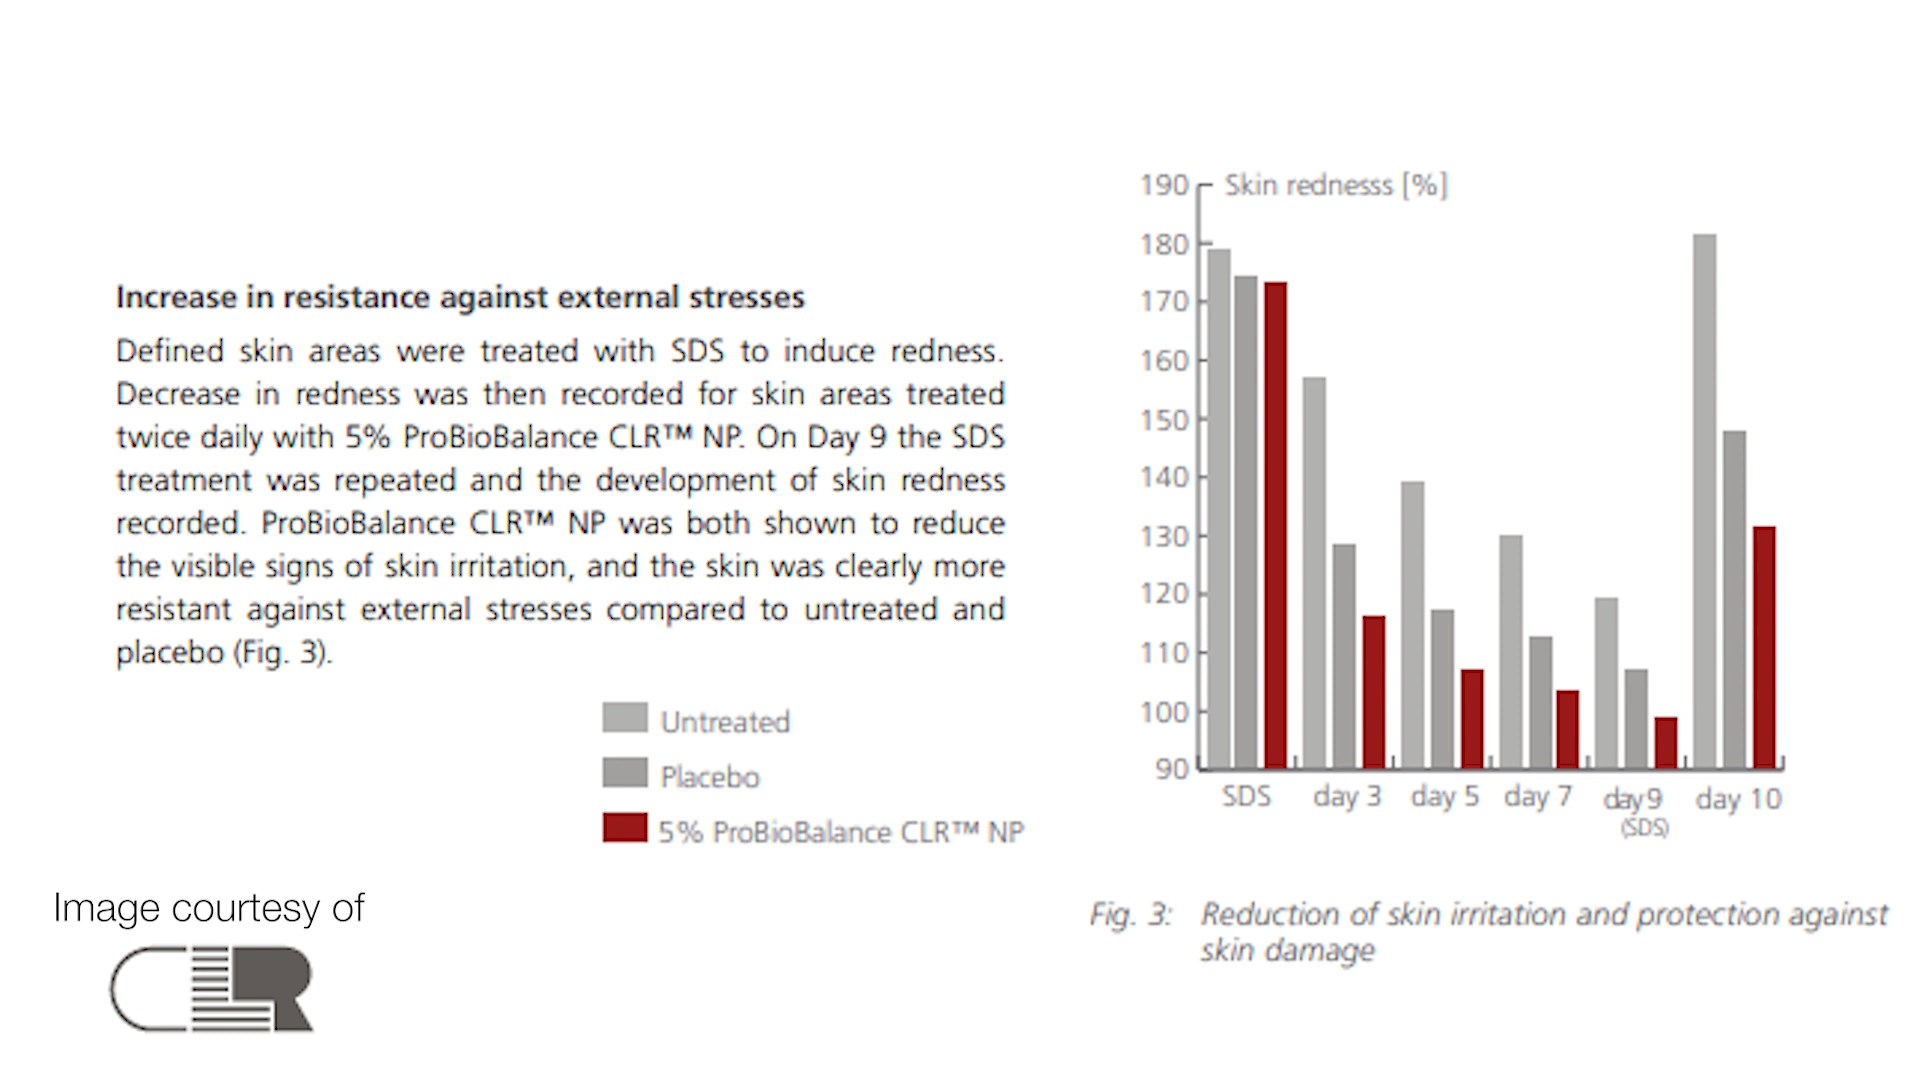 Increase in resistance against external stresses
Defined skin areas were treated with SDS to induce redness.
Decrease in redness was then recorded for skin areas treated
twice daily with 5% ProBioBalance CLR™ NP. On Day 9 the SDS
treatment was repeated and the development of skin redness
recorded. ProBioBalance CLR™ NP was both shown to reduce
the visible signs of skin irritation, and the skin was clearly more
resistant against external stresses compared to untreated and
placebo (Fig. 3).
Untreated
Placebo
5% ProBioBalance CLR™ NP
Image courtesy of
CLR
Skin rednesss [%]
190
180
170
160
150
140
130
120
110
100
90
SDS day 3 day 5 day 7 day 9 day 10
(SDS)
Fig. 3: Reduction of skin irritation and protection against
skin damage